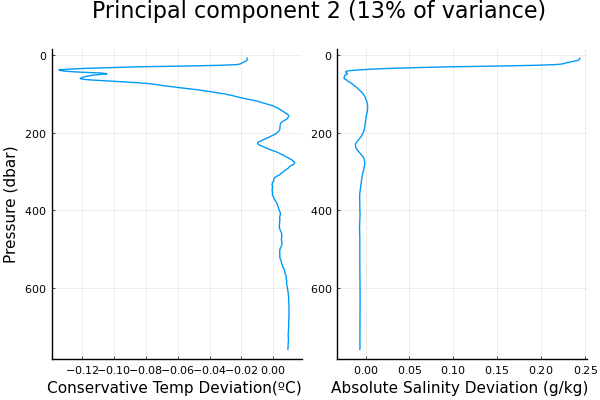 Principal component 2 (13% of variance)
0
200
400
600
Pressure (dbar)
−0.12 −0.10 −0.08 −0.06 −0.04 −0.02 0.00
Conservative Temp Deviation(ºC)
0
200
400
600
0.00 0.05 0.10 0.15 0.20 0.25
Absolute Salinity Deviation (g/kg)